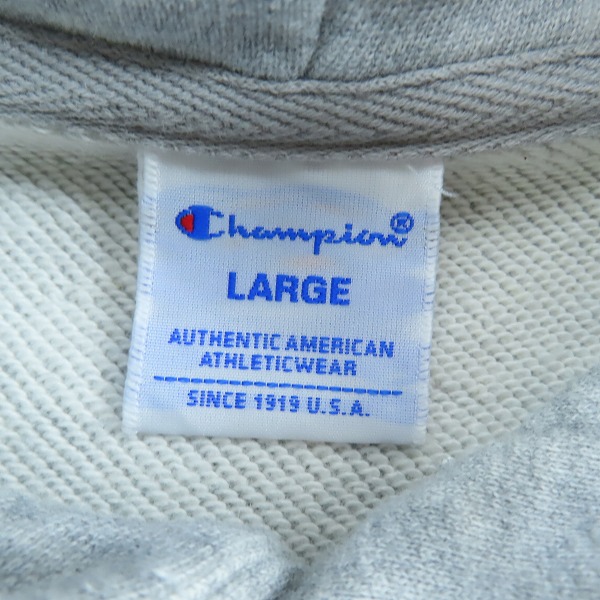 Champion®
LARGE
AUTHENTIC AMERICAN
ATHLETICWEAR
SINCE 1919 U.S.A.